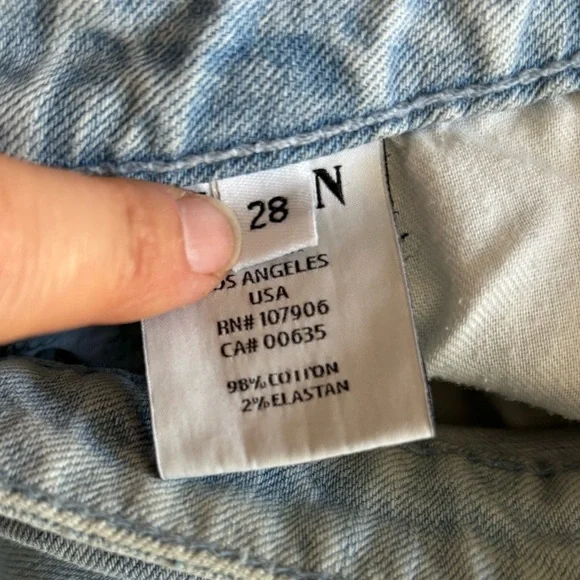 N
28
OS ANGELES
USA
RN# 107906
CA# 00635
98% COTTON
2% ELASTAN